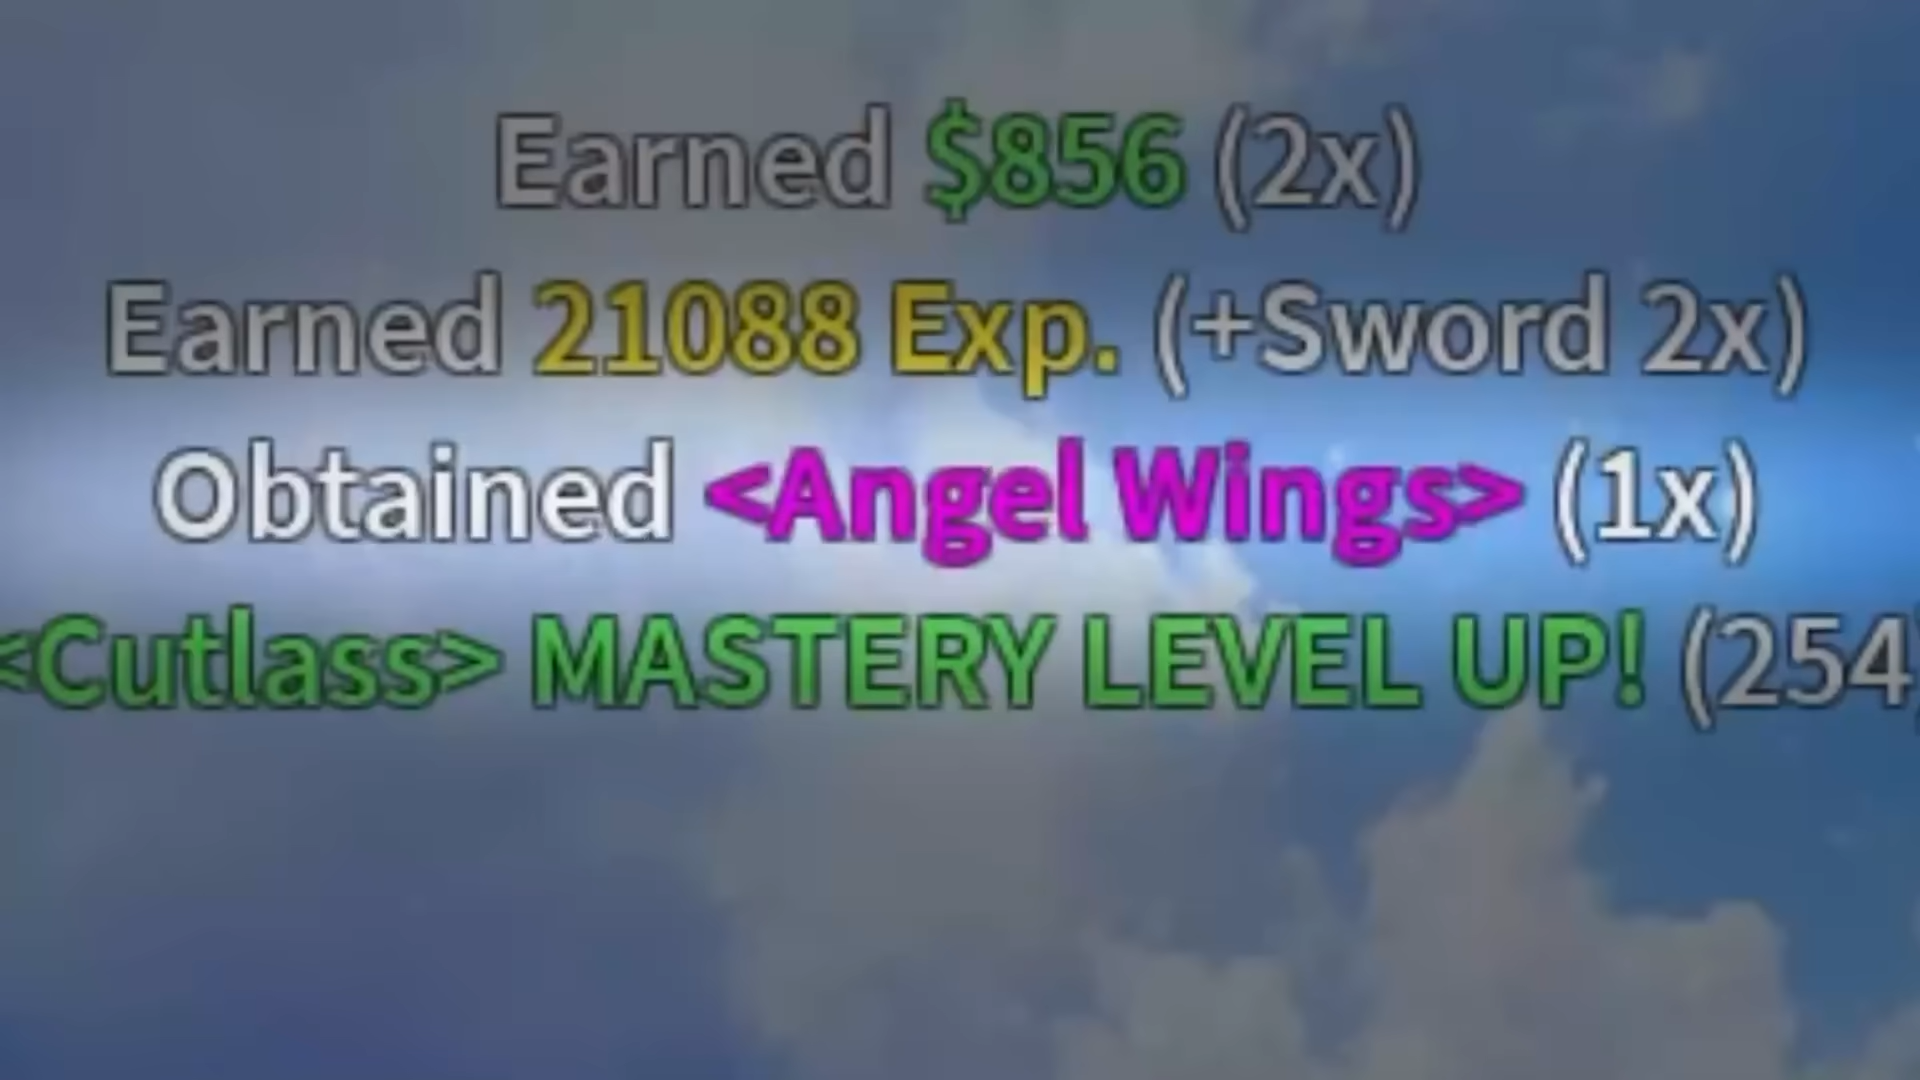 Earned $856 (2x)
Earned 21088 Exp. (+Sword 2x)
Obtained <Angel Wings> (1x)
<Cutlass> MASTERY LEVEL UP! (254)